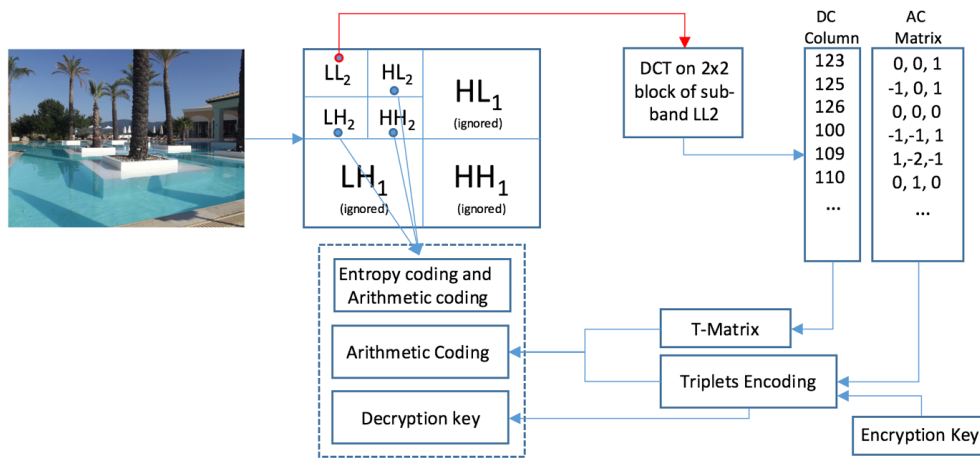 DC
Column
AC
Matrix
LL2
HL2
HL1
(ignored)
LH2
HH2
LH1
(ignored)
HH1
(ignored)
DCT on 2x2
block of sub-
band LL2
123
125
126
100
109
110
...
0, 0, 1
-1, 0, 1
0, 0, 0
-1,-1, 1
1,-2,-1
0, 1, 0
...
Entropy coding and
Arithmetic coding
Arithmetic Coding
Decryption key
T-Matrix
Triplets Encoding
Encryption Key